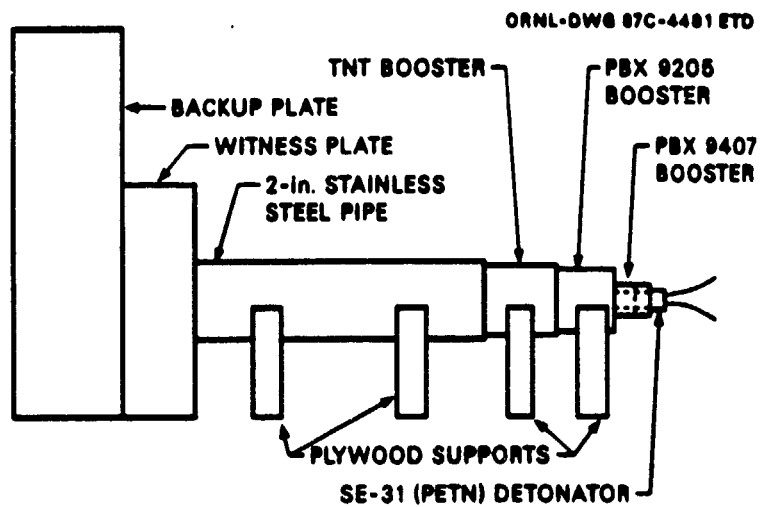 ORNL-DWG 87C-4481 ETD
TNT BOOSTER
PBX 9205
BOOSTER
BACKUP PLATE
WITNESS PLATE
PBX 9407
BOOSTER
2-in. STAINLESS
STEEL PIPE
PLYWOOD SUPPORTS
SE-31 (PETN) DETONATOR